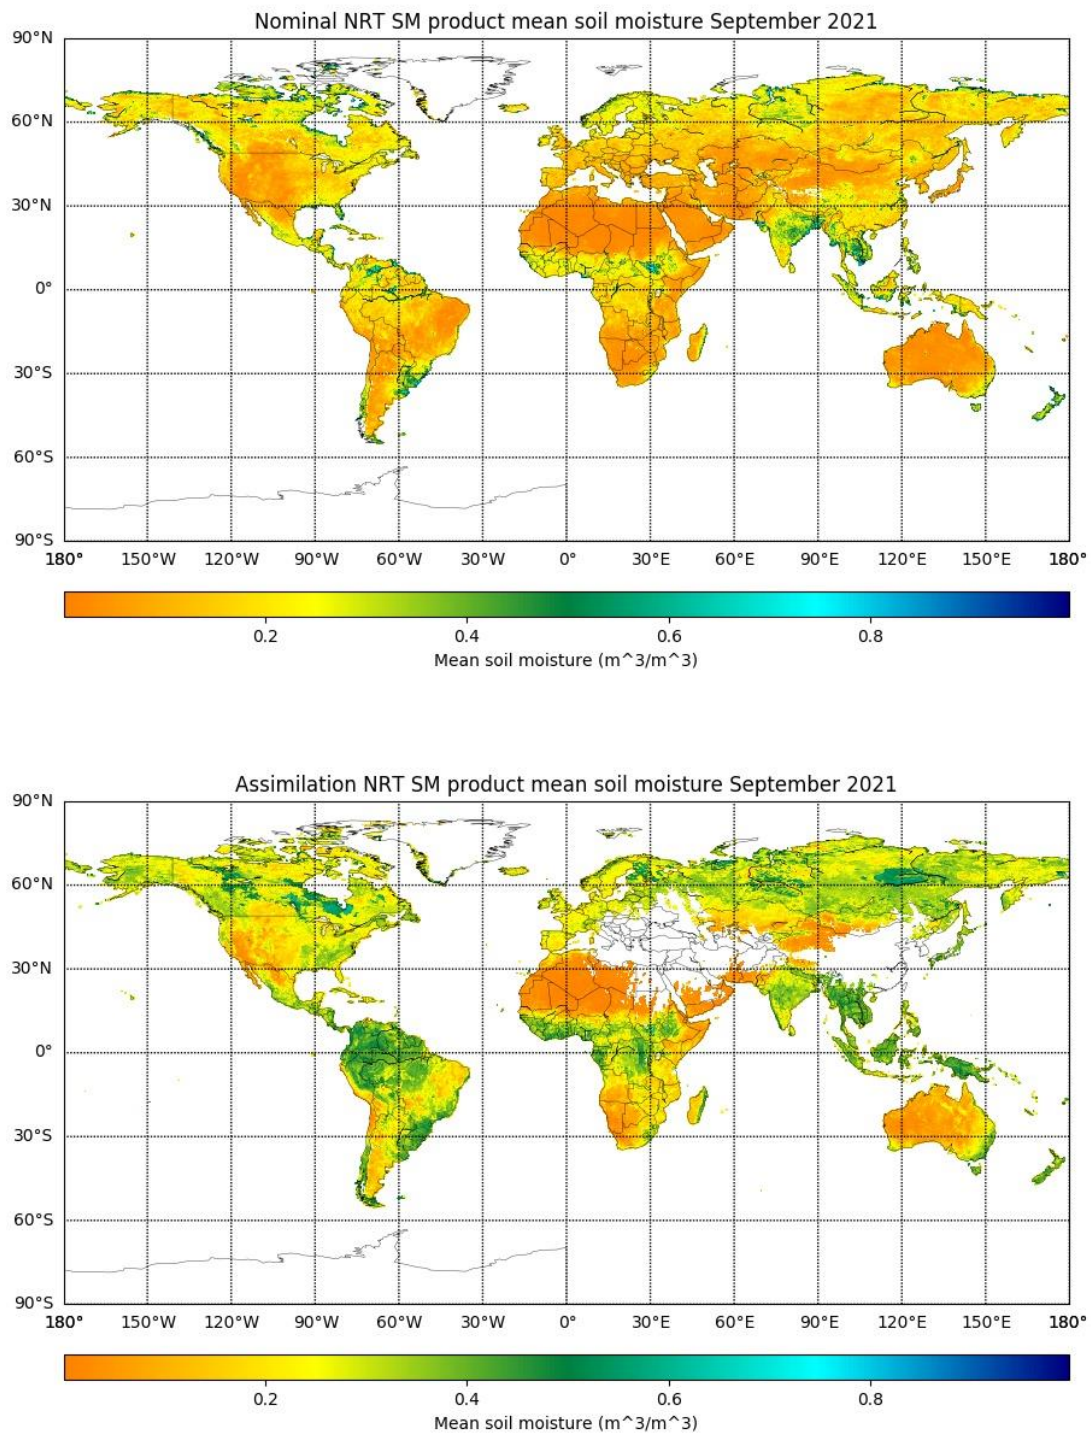 Nominal NRT SM product mean soil moisture September 2021
90°N
60°N
30°N
0°
30°S
60°S
90°S
180° 150°W 120°W 90°W 60°W 30°W 0° 30°E 60°E 90°E 120°E 150°E 180°
0.2 0.4 0.6 0.8
Mean soil moisture (m^3/m^3)
Assimilation NRT SM product mean soil moisture September 2021
90°N
60°N
30°N
0°
30°S
60°S
90°S
180° 150°W 120°W 90°W 60°W 30°W 0° 30°E 60°E 90°E 120°E 150°E 180°
0.2 0.4 0.6 0.8
Mean soil moisture (m^3/m^3)